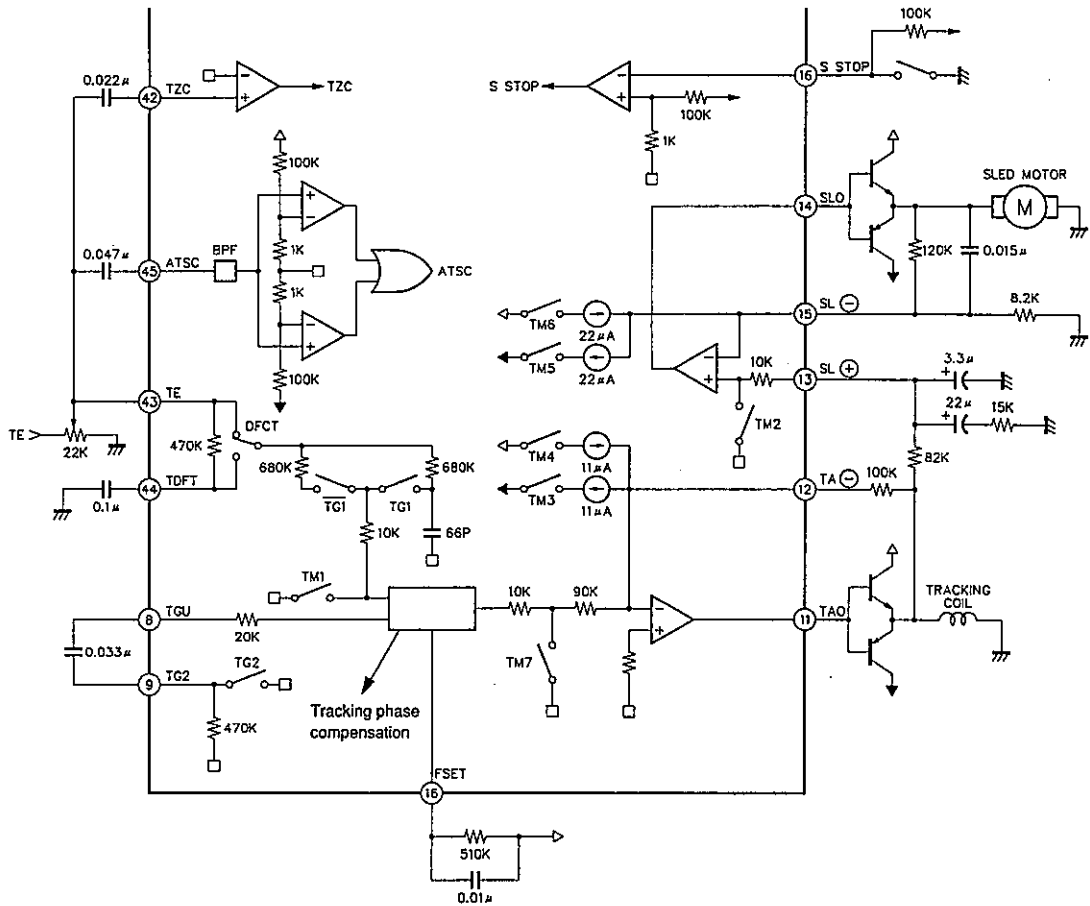 100K
16 S STOP
0.022μ
42 TZC
TZC
S STOP
100K
1K
100K
1K
1K
100K
0.047μ
45 ATSC
BPF
ATSC
14 SLO
SLED MOTOR
M
120K
0.015μ
15 SL ⊖
8.2K
TM6
22μA
TM5
22μA
10K
13 SL ⊕
3.3μ
+
22μ
+
15K
TM2
82K
43 TE
TE
22K
470K
DFCT
44 TDFT
0.1μ
680K
680K
TG1
TG1
10K
66P
TM4
11μA
TM3
11μA
12 TA ⊖
100K
TM1
8 TGU
20K
0.033μ
9 TG2
TG2
470K
10K
90K
TM7
11 TAO
TRACKING
COIL
Tracking phase
compensation
FSET
16
510K
0.01μ